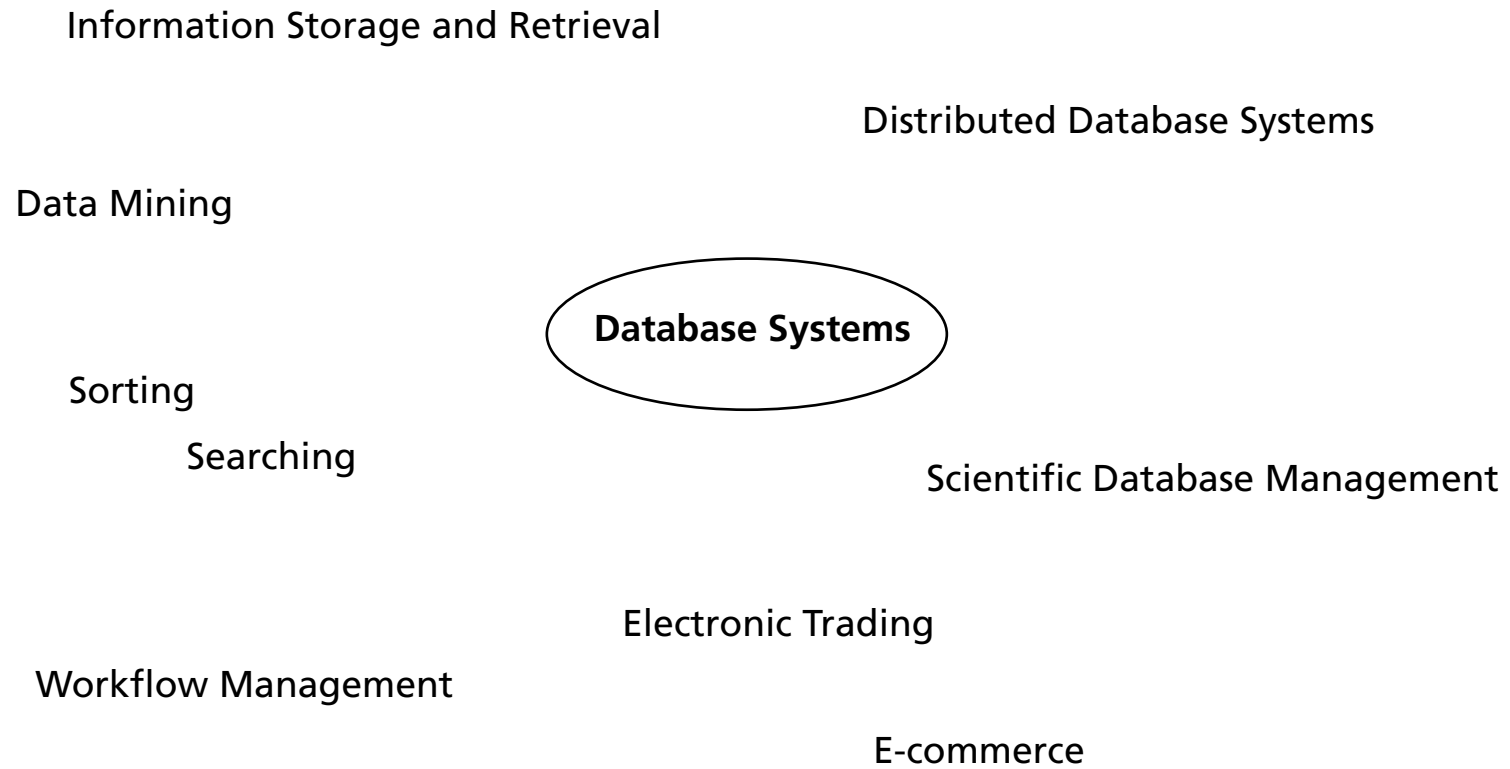 Information Storage and Retrieval
Distributed Database Systems
Data Mining
Database Systems
Sorting
Searching
Scientific Database Management
Electronic Trading
Workflow Management
E-commerce